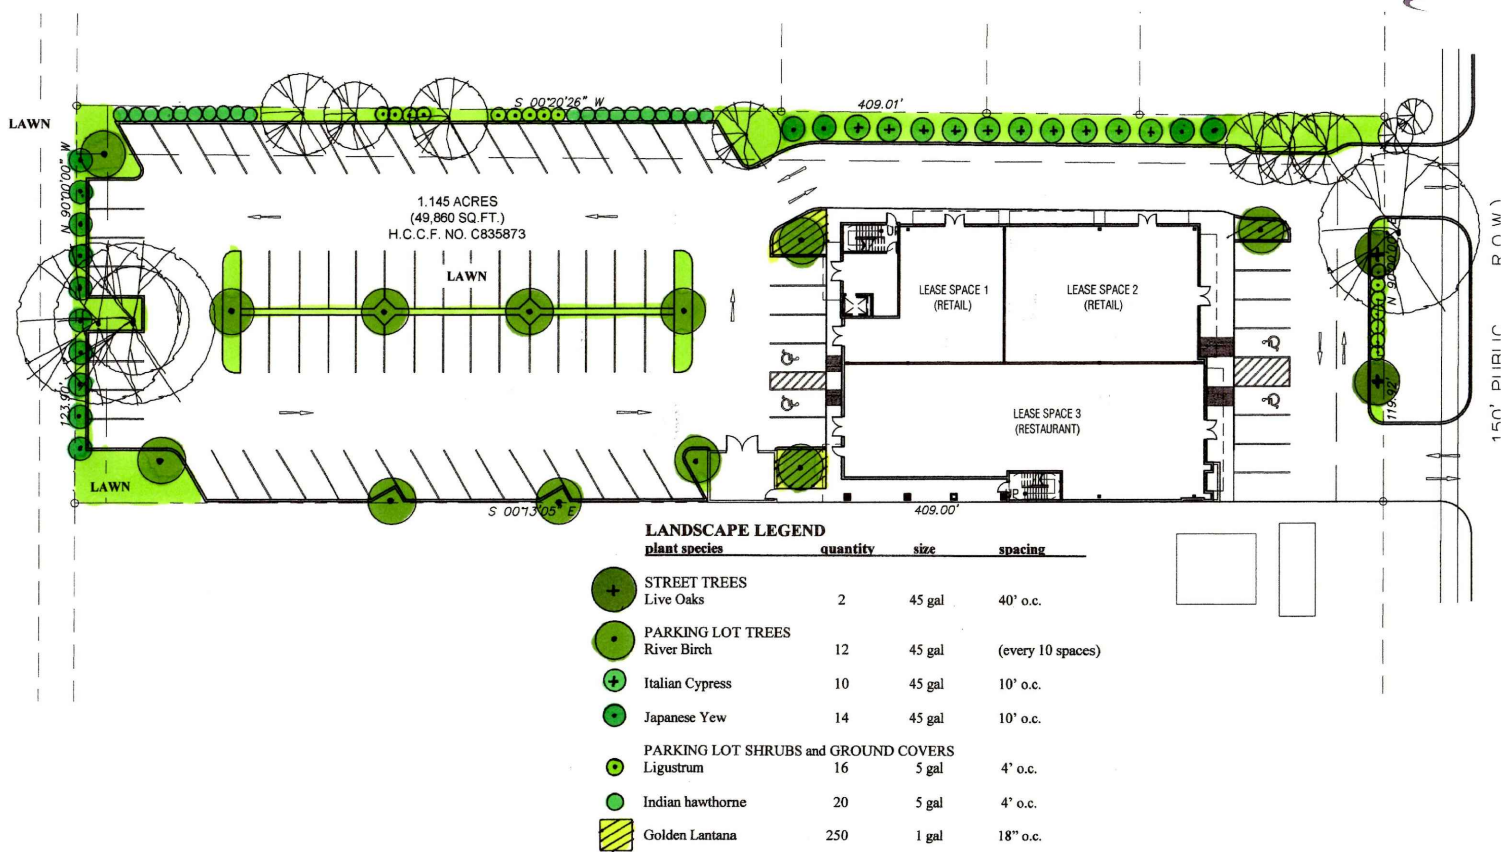 S 00°20'26" W
409.01'
LAWN
N 90°00'00" W
1.145 ACRES
(49,860 SQ.FT.)
H.C.C.F. NO. C835873
LAWN
LEASE SPACE 1
(RETAIL)
LEASE SPACE 2
(RETAIL)
N 90°00'00" E
150' PUBLIC R.O.W.)
123.90'
119.92'
LEASE SPACE 3
(RESTAURANT)
LAWN
S 00°13'05" E
409.00'
LANDSCAPE LEGEND
plant species quantity size spacing
STREET TREES
Live Oaks 2 45 gal 40' o.c.
PARKING LOT TREES
River Birch 12 45 gal (every 10 spaces)
Italian Cypress 10 45 gal 10' o.c.
Japanese Yew 14 45 gal 10' o.c.
PARKING LOT SHRUBS and GROUND COVERS
Ligustrum 16 5 gal 4' o.c.
Indian hawthorne 20 5 gal 4' o.c.
Golden Lantana 250 1 gal 18" o.c.